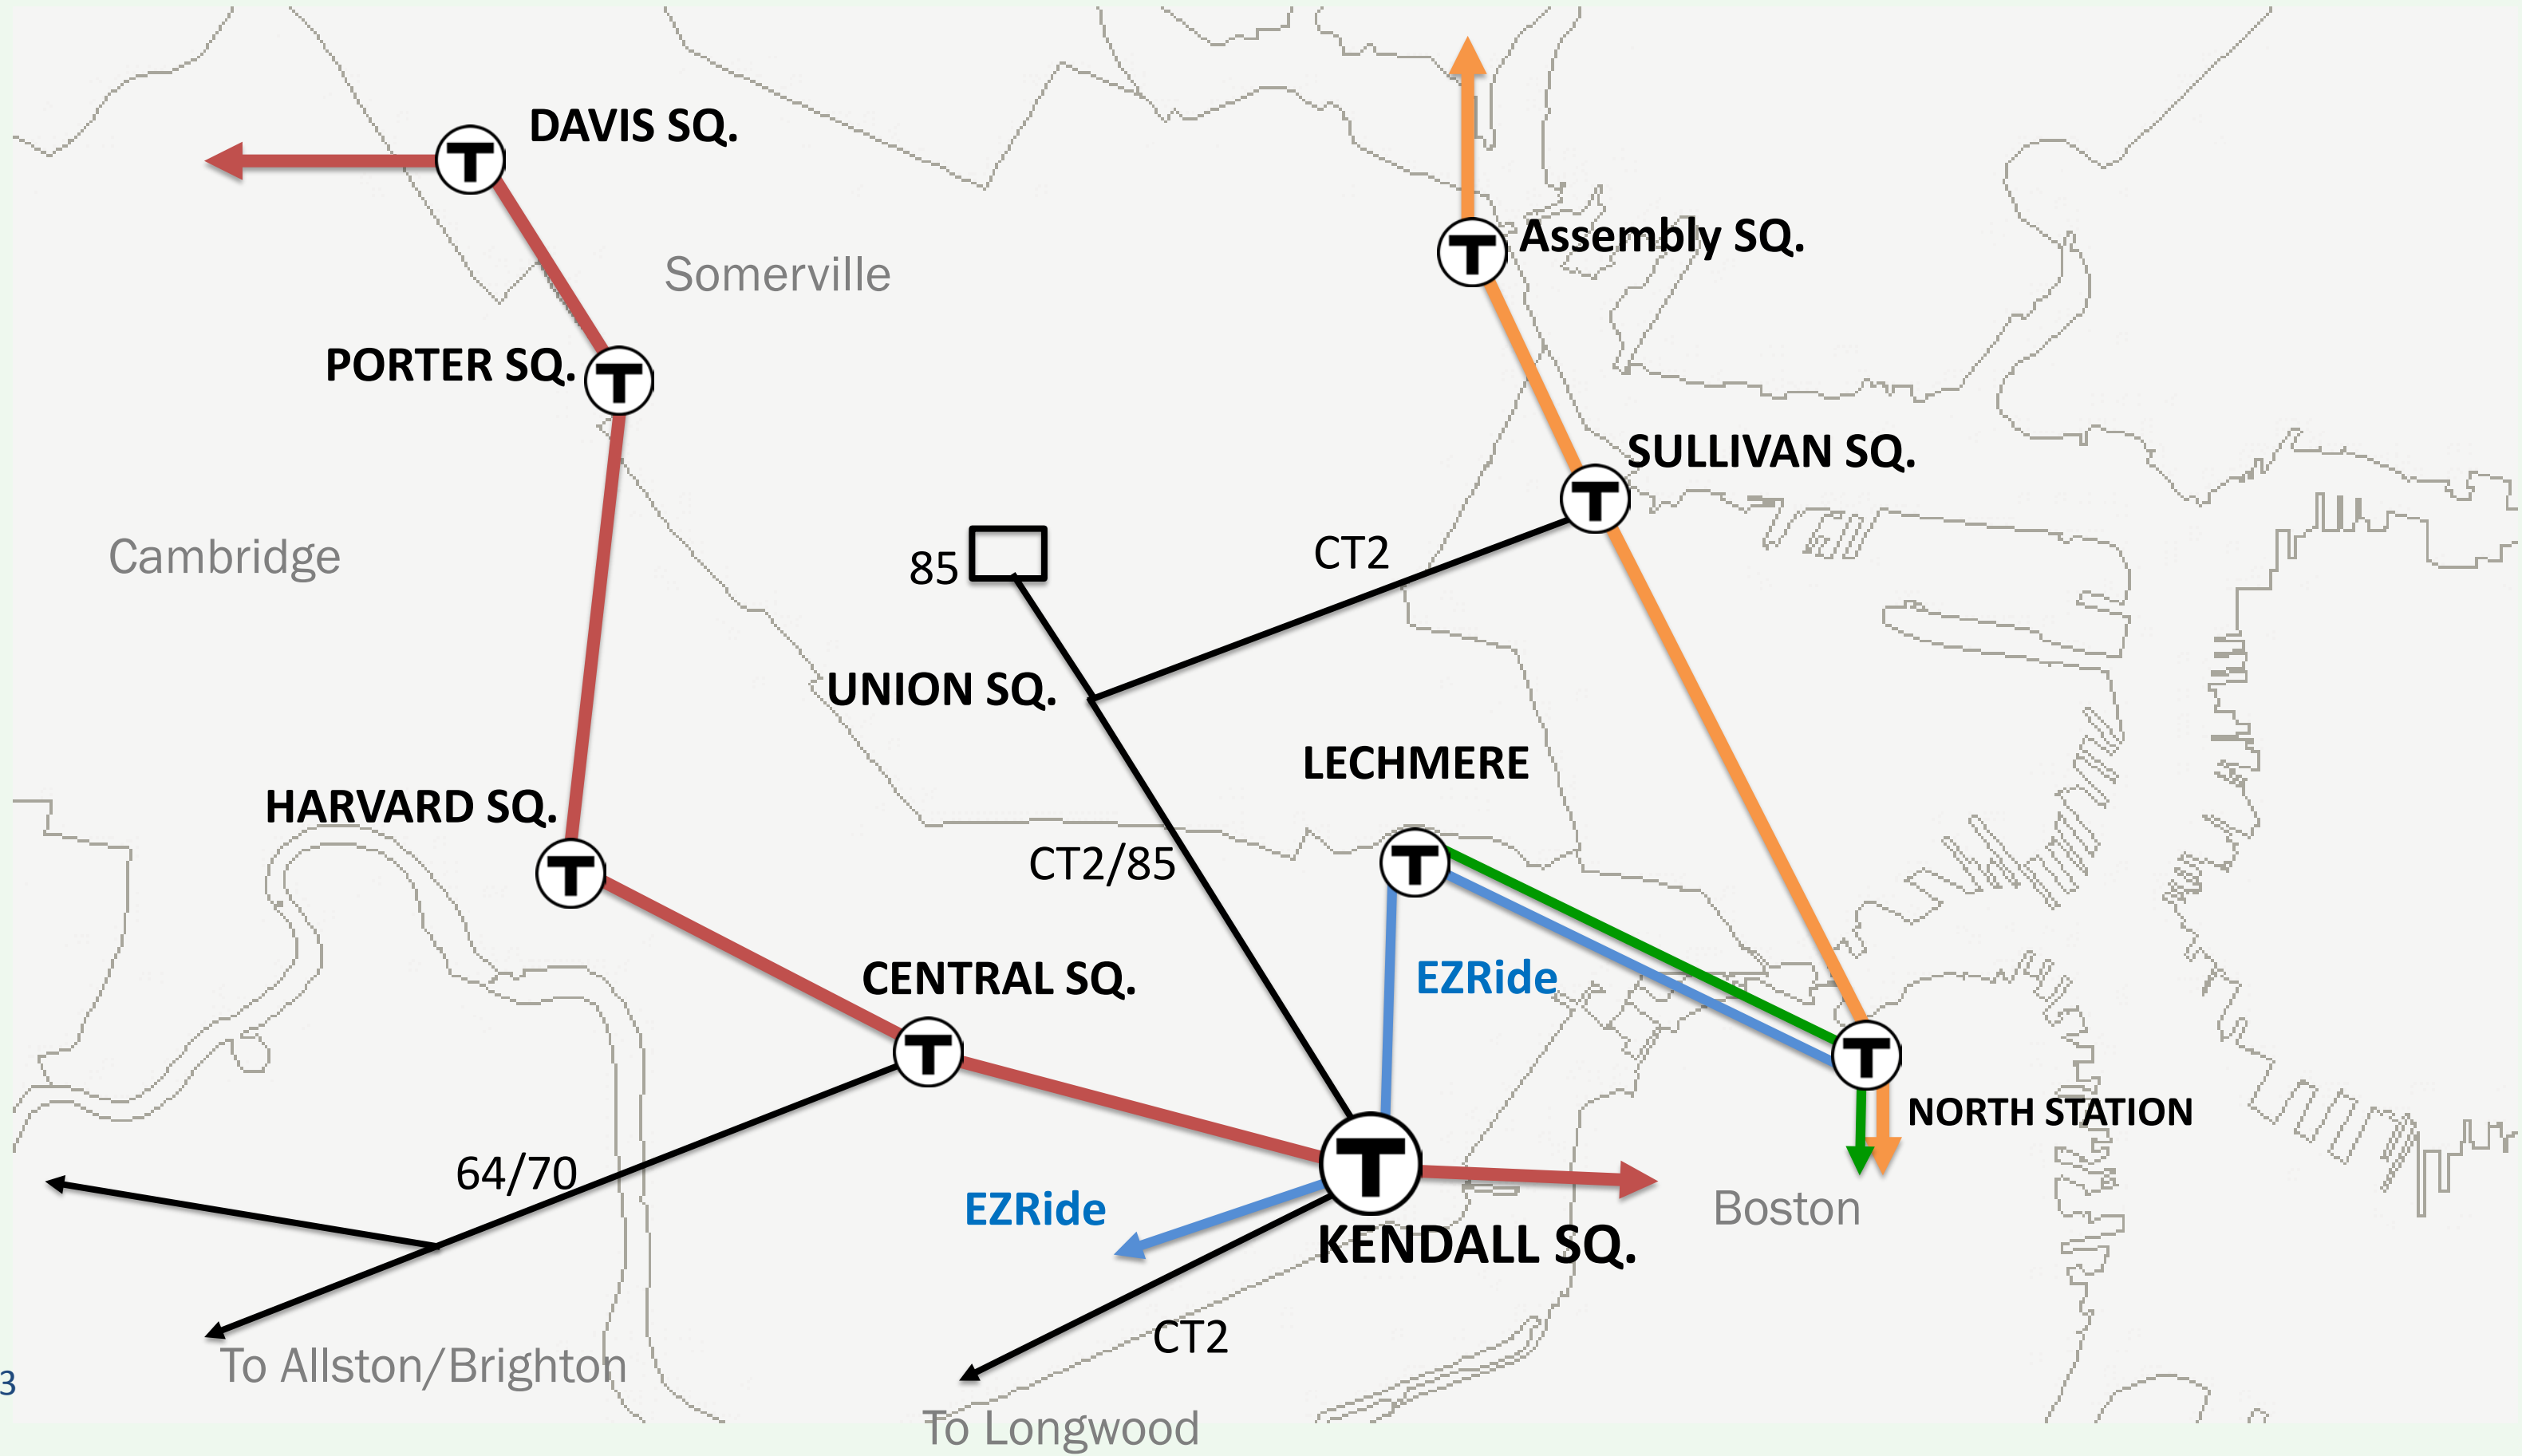 DAVIS SQ.
T
Assembly SQ.
T
Somerville
PORTER SQ.
T
SULLIVAN SQ.
T
Cambridge
85
CT2
UNION SQ.
LECHMERE
T
HARVARD SQ.
T
CT2/85
CENTRAL SQ.
T
EZRide
T
NORTH STATION
64/70
T
EZRide
Boston
KENDALL SQ.
CT2
To Allston/Brighton
3
To Longwood